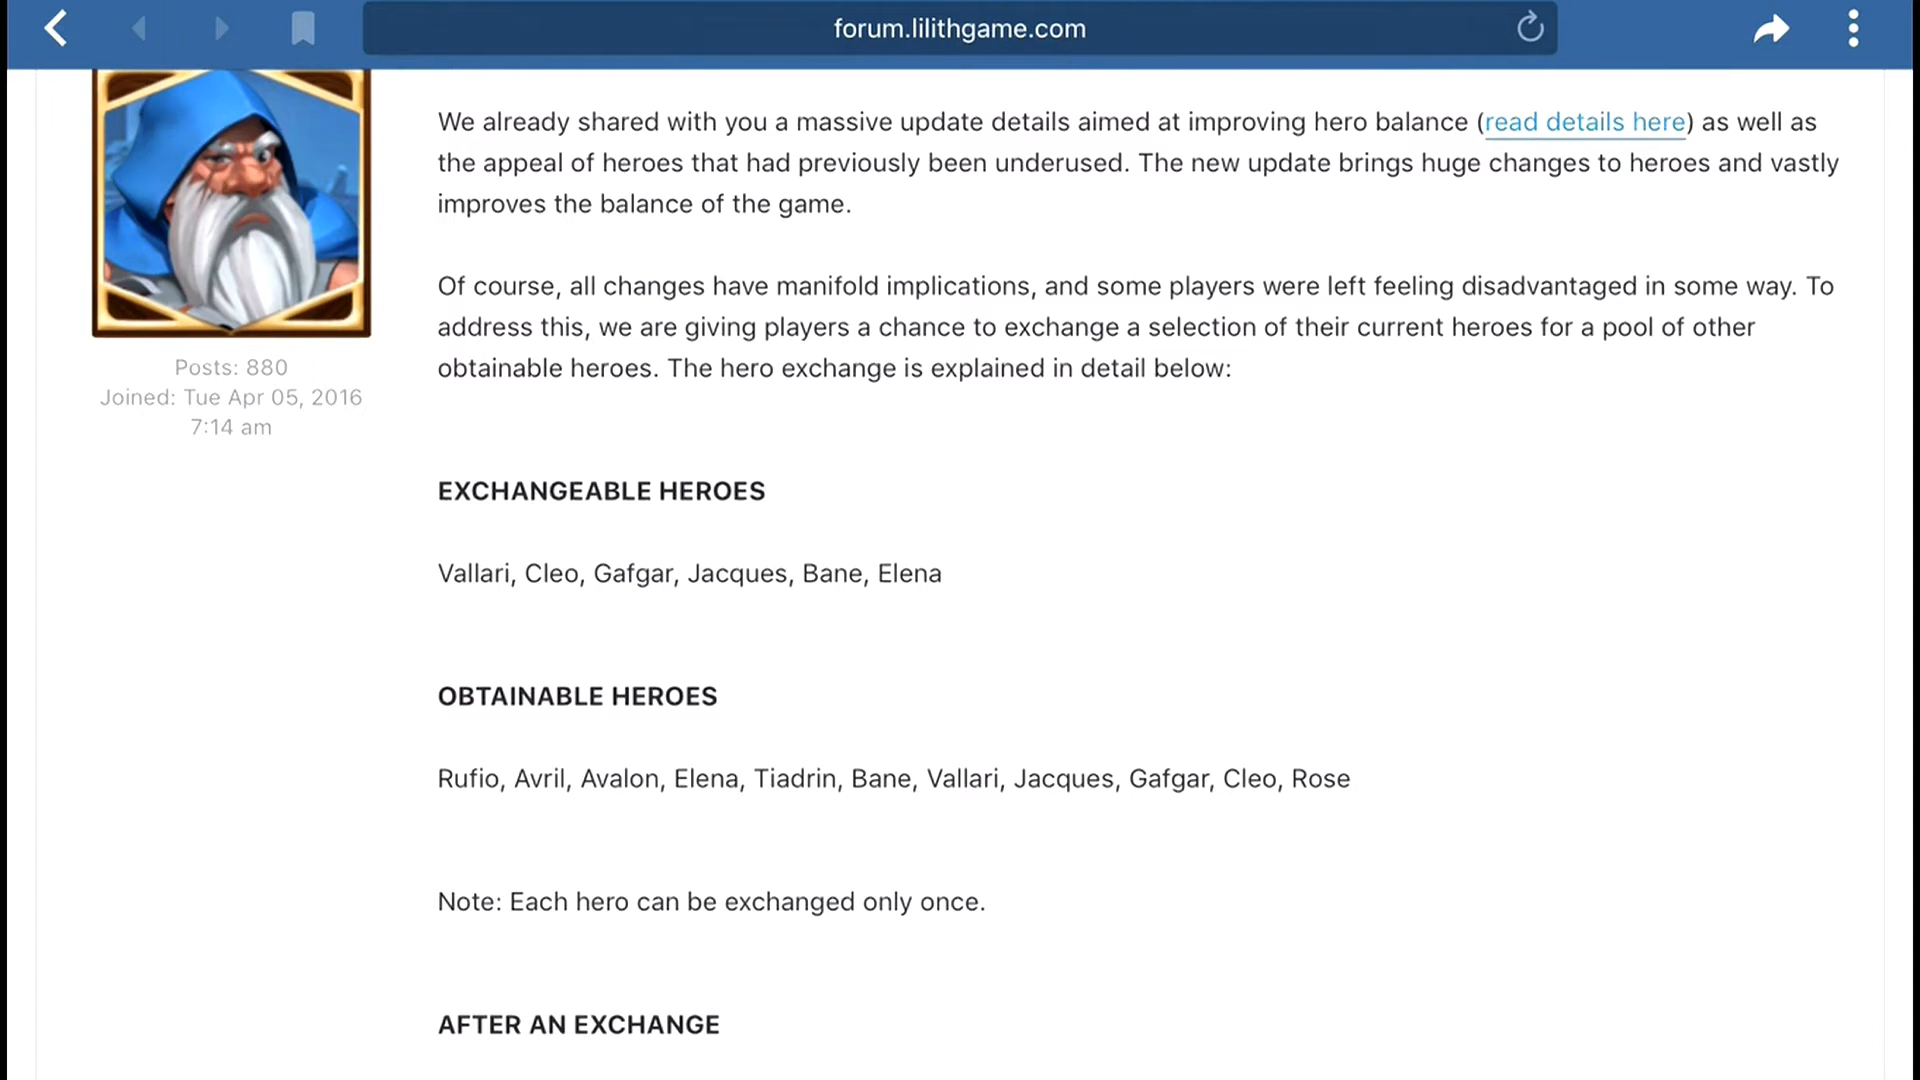 forum.lilithgame.com
We already shared with you a massive update details aimed at improving hero balance (read details here) as well as
the appeal of heroes that had previously been underused. The new update brings huge changes to heroes and vastly
improves the balance of the game.
Of course, all changes have manifold implications, and some players were left feeling disadvantaged in some way. To
address this, we are giving players a chance to exchange a selection of their current heroes for a pool of other
obtainable heroes. The hero exchange is explained in detail below:
Posts: 880
Joined: Tue Apr 05, 2016
7:14 am
EXCHANGEABLE HEROES
Vallari, Cleo, Gafgar, Jacques, Bane, Elena
OBTAINABLE HEROES
Rufio, Avril, Avalon, Elena, Tiadrin, Bane, Vallari, Jacques, Gafgar, Cleo, Rose
Note: Each hero can be exchanged only once.
AFTER AN EXCHANGE